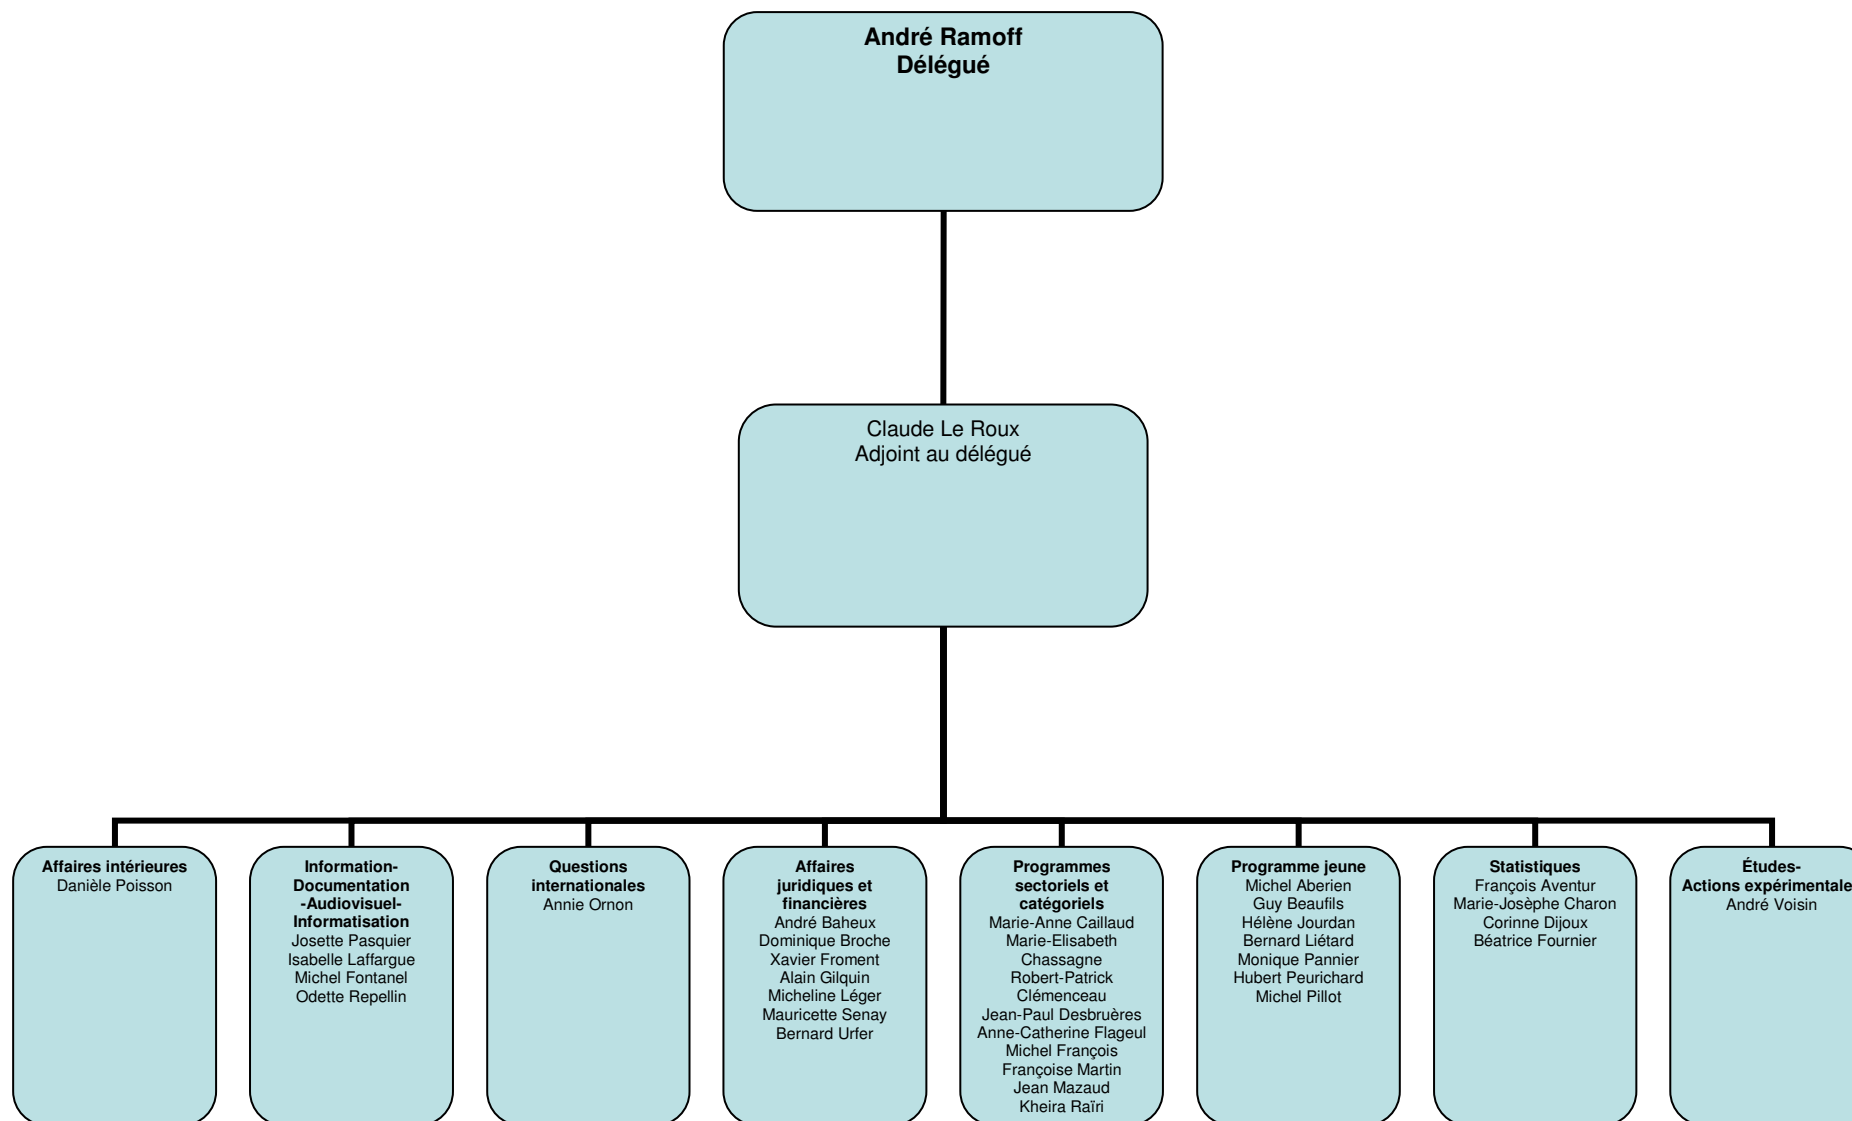 André Ramoff
Délégué
Claude Le Roux
Adjoint au délégué
Affaires intérieures
Danièle Poisson
Information-
Documentation
-Audiovisuel-
Informatisation
Josette Pasquier
Isabelle Laffargue
Michel Fontanel
Odette Repellin
Questions
internationales
Annie Ornon
Affaires
juridiques et
financières
André Baheux
Dominique Broche
Xavier Froment
Alain Gilquin
Micheline Léger
Mauricette Senay
Bernard Urfer
Programmes
sectoriels et
catégoriels
Marie-Anne Caillaud
Marie-Elisabeth
Chassagne
Robert-Patrick
Clémenceau
Jean-Paul Desbruères
Anne-Catherine Flageul
Michel François
Françoise Martin
Jean Mazaud
Kheira Raïri
Programme jeune
Michel Aberien
Guy Beaufils
Hélène Jourdan
Bernard Liétard
Monique Pannier
Hubert Peurichard
Michel Pillot
Statistiques
François Aventur
Marie-Josèphe Charon
Corinne Dijoux
Béatrice Fournier
Études-
Actions expérimentale
André Voisin